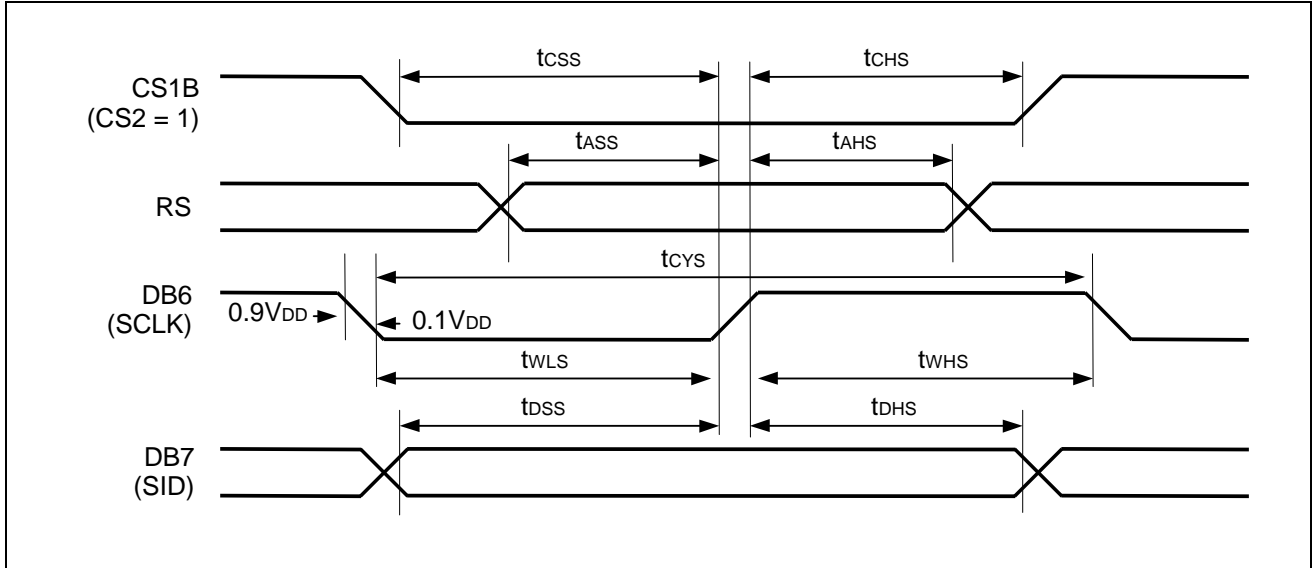 tCSS
tCHS
CS1B
(CS2 = 1)
tASS
tAHS
RS
tCYS
DB6
(SCLK)
0.9VDD
0.1VDD
tWLS
tWHS
tDSS
tDHS
DB7
(SID)